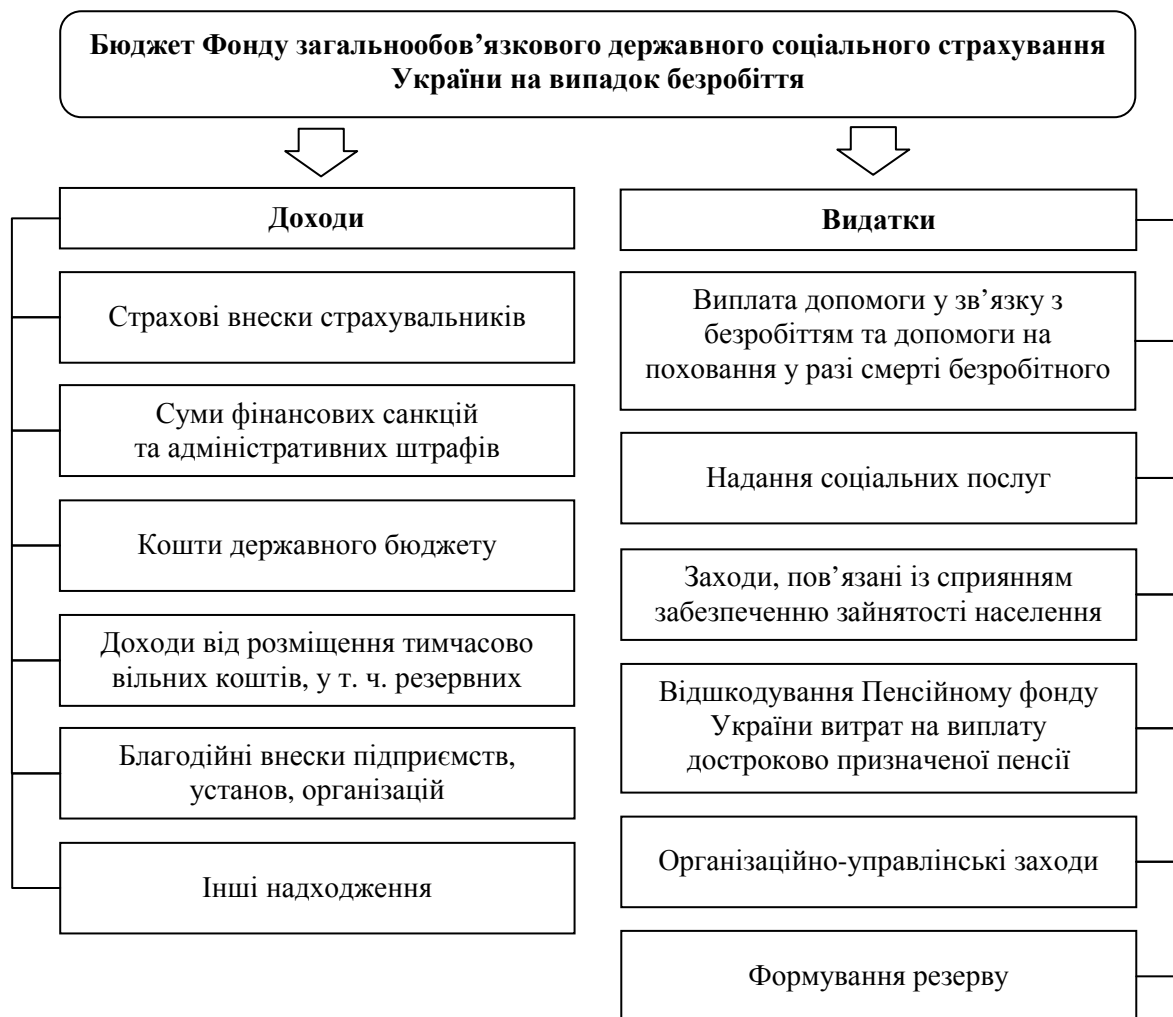 Бюджет Фонду загальнообов’язкового державного соціального страхування
України на випадок безробіття
Доходи
Страхові внески страхувальників
Суми фінансових санкцій
та адміністративних штрафів
Кошти державного бюджету
Доходи від розміщення тимчасово
вільних коштів, у т. ч. резервних
Благодійні внески підприємств,
установ, організацій
Інші надходження
Видатки
Виплата допомоги у зв’язку з
безробіттям та допомоги на
поховання у разі смерті безробітного
Надання соціальних послуг
Заходи, пов’язані із сприянням
забезпеченню зайнятості населення
Відшкодування Пенсійному фонду
України витрат на виплату
достроково призначеної пенсії
Організаційно-управлінські заходи
Формування резерву